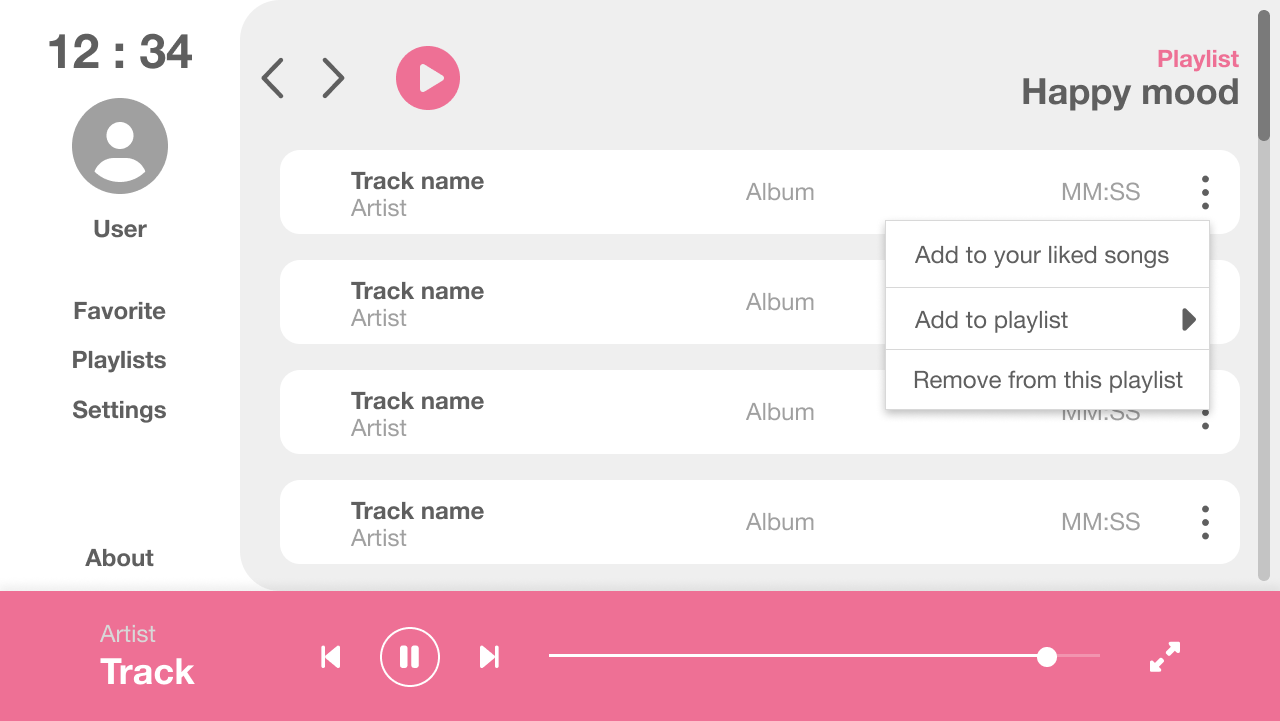 12 : 34
User
Favorite
Playlists
Settings
About
Playlist
Happy mood
Track name
Artist
Album
MM:SS
Add to your liked songs
Add to playlist
Remove from this playlist
Track name
Artist
Album
Track name
Artist
Album
MM:SS
Track name
Artist
Album
MM:SS
Artist
Track